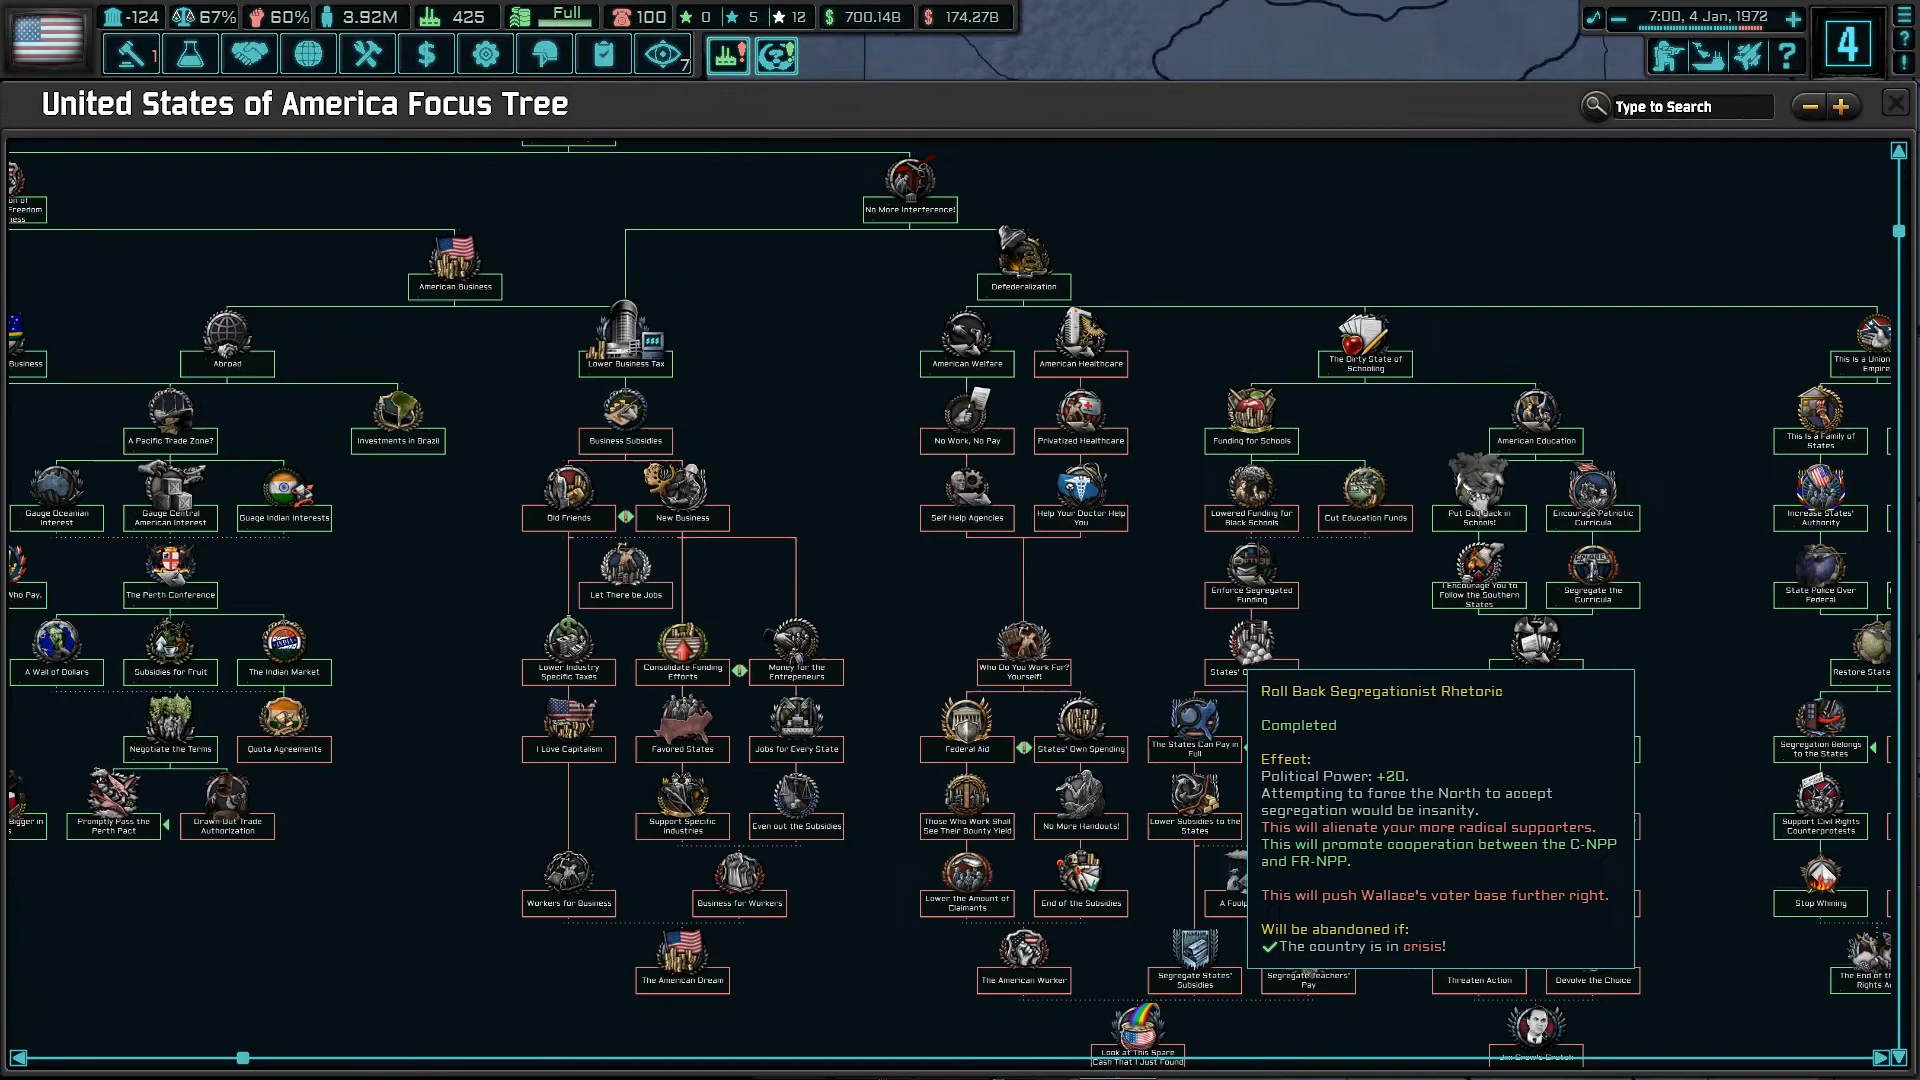 -124
67%
60%
3.92M
425
Full
100
0
5
12
700.14B
174.27B
7:00, 4 Jan, 1972
4
1
7
?
?
!
United States of America Focus Tree
Type to Search
No More Interference!
Freedom
American Business
Defederalization
Business
Abroad
Lower Business Tax
American Welfare
American Healthcare
The Dirty State of
Schooling
This Is a Union
Empire
A Pacific Trade Zone?
Investments in Brazil
Business Subsidies
No Work, No Pay
Privatized Healthcare
Funding for Schools
American Education
This Is a Family of
States
Gauge Oceanian
Interest
Gauge Central
American Interest
Guage Indian Interests
Old Friends
New Business
Self Help Agencies
Help Your Doctor Help
You
Lowered Funding for
Black Schools
Cut Education Funds
Put God Back in
Schools!
Encourage Patriotic
Curricula
Increase States'
Authority
Who Pay.
The Perth Conference
Let There be Jobs
Enforce Segregated
Funding
I Encourage You to
Follow the Southern
States
Segregate the
Curricula
State Police Over
Federal
A Wall of Dollars
Subsidies for Fruit
The Indian Market
Lower Industry
Specific Taxes
Consolidate Funding
Efforts
Money for the
Entrepeneurs
Who Do You Work For?
Yourself!
States'
Restore State
Negotiate the Terms
Quota Agreements
I Love Capitalism
Favored States
Jobs for Every State
Federal Aid
States' Own Spending
The States Can Pay in
Full
Segregation Belongs
to the States
Bigger in
Promptly Pass the
Perth Pact
Drawn Out Trade
Authorization
Support Specific
Industries
Even out the Subsidies
Those Who Work Shall
See Their Bounty Yield
No More Handouts!
Lower Subsidies to the
States
Support Civil Rights
Counterprotests
Workers for Business
Business for Workers
Lower the Amount of
Claimants
End of the Subsidies
Stop Whining
The American Dream
The American Worker
Segregate States'
Subsidies
Segregate Teachers'
Pay
Threaten Action
Devolve the Choice
The End of the
Look at This Spare
Cash That I Just Found
Roll Back Segregationist Rhetoric
Completed
Effect:
Political Power: +20.
Attempting to force the North to accept
segregation would be insanity.
This will alienate your more radical supporters.
This will promote cooperation between the C-NPP
and FR-NPP.
This will push Wallace's voter base further right.
Will be abandoned if:
The country is in crisis!